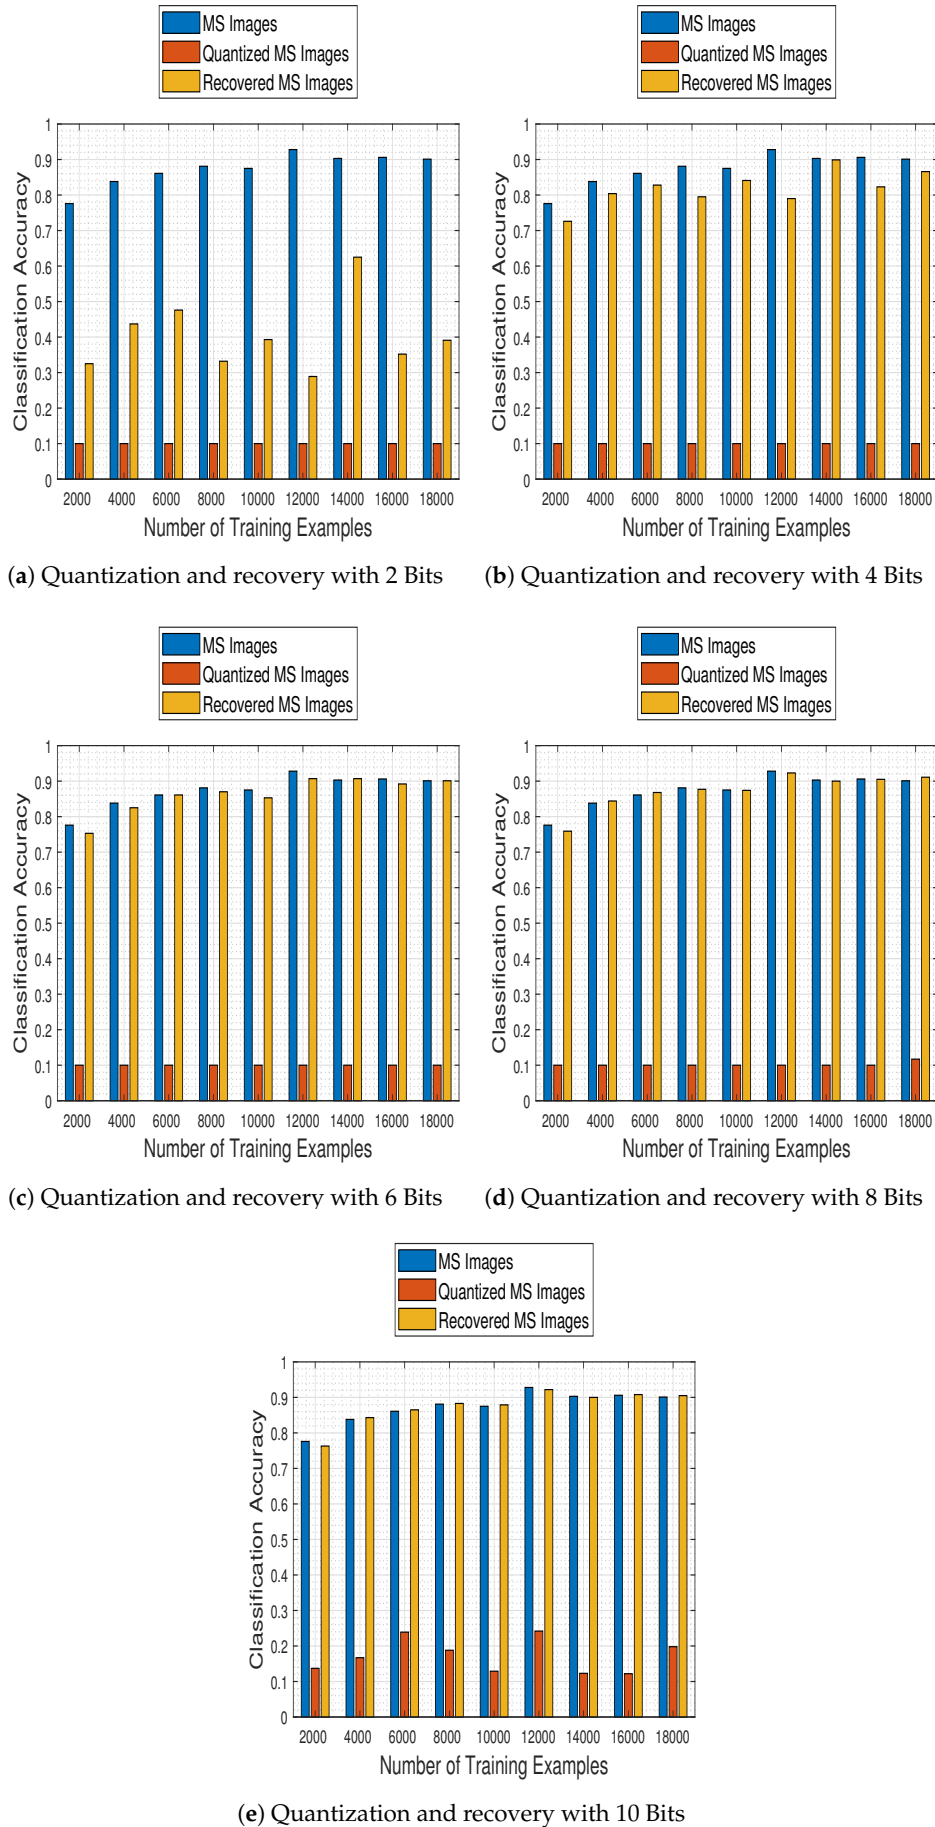 MS Images
Quantized MS Images
Recovered MS Images
1
0.9
0.8
0.7
0.6
0.5
0.4
0.3
0.2
0.1
0
Classification Accuracy
2000 4000 6000 8000 10000 12000 14000 16000 18000
Number of Training Examples
(a) Quantization and recovery with 2 Bits
MS Images
Quantized MS Images
Recovered MS Images
1
0.9
0.8
0.7
0.6
0.5
0.4
0.3
0.2
0.1
0
Classification Accuracy
2000 4000 6000 8000 10000 12000 14000 16000 18000
Number of Training Examples
(b) Quantization and recovery with 4 Bits
MS Images
Quantized MS Images
Recovered MS Images
1
0.9
0.8
0.7
0.6
0.5
0.4
0.3
0.2
0.1
0
Classification Accuracy
2000 4000 6000 8000 10000 12000 14000 16000 18000
Number of Training Examples
(c) Quantization and recovery with 6 Bits
MS Images
Quantized MS Images
Recovered MS Images
1
0.9
0.8
0.7
0.6
0.5
0.4
0.3
0.2
0.1
0
Classification Accuracy
2000 4000 6000 8000 10000 12000 14000 16000 18000
Number of Training Examples
(d) Quantization and recovery with 8 Bits
MS Images
Quantized MS Images
Recovered MS Images
1
0.9
0.8
0.7
0.6
0.5
0.4
0.3
0.2
0.1
0
Classification Accuracy
2000 4000 6000 8000 10000 12000 14000 16000 18000
Number of Training Examples
(e) Quantization and recovery with 10 Bits